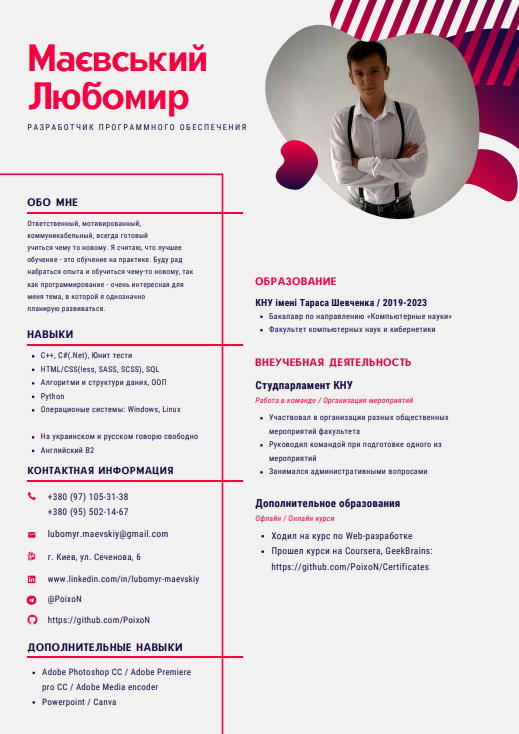 Маєвський
Любомир
РАЗРАБОТЧИК ПРОГРАММНОГО ОБЕСПЕЧЕНИЯ
ОБО МНЕ
Ответственный, мотивированный,
коммуникабельный, всегда готовый
учиться чему то новому. Я считаю, что лучшее
обучение - это обучение на практике. Буду рад
набраться опыта и обучиться чему-то новому, так
как программирование - очень интересная для
меня тема, в которой я однозначно
планирую развиваться.
НАВЫКИ
• C++, C#(.Net), Юнит тести
• HTML/CSS(less, SASS, SCSS), SQL
• Алгоритми и структури даних, ООП
• Python
• Операционые системы: Windows, Linux
• На украинском и русском говорю свободно
• Английский B2
КОНТАКТНАЯ ИНФОРМАЦИЯ
+380 (97) 105-31-38
+380 (95) 502-14-67
lubomyr.maevskiy@gmail.com
г. Киев, ул. Сеченова, 6
www.linkedin.com/in/lubomyr-maevskiy
@PoixoN
https://github.com/PoixoN
ДОПОЛНИТЕЛЬНЫЕ НАВЫКИ
• Adobe Photoshop CC / Adobe Premiere
pro CC / Adobe Media encoder
• Powerpoint / Canva
ОБРАЗОВАНИЕ
КНУ імені Тараса Шевченка / 2019-2023
• Бакалавр по направлению «Компьютерные науки»
• Факультет компьютерных наук и кибернетики
ВНЕУЧЕБНАЯ ДЕЯТЕЛЬНОСТЬ
Студпарламент КНУ
Работа в команде / Организация мероприятий
• Участвовал в организации разных общественных
мероприятий факультета
• Руководил командой при подготовке одного из
мероприятий
• Занимался административными вопросами
Дополнительное образования
Офлайн / Онлайн курси
• Ходил на курс по Web-разработке
• Прошел курси на Coursera, GeekBrains:
https://github.com/PoixoN/Certificates